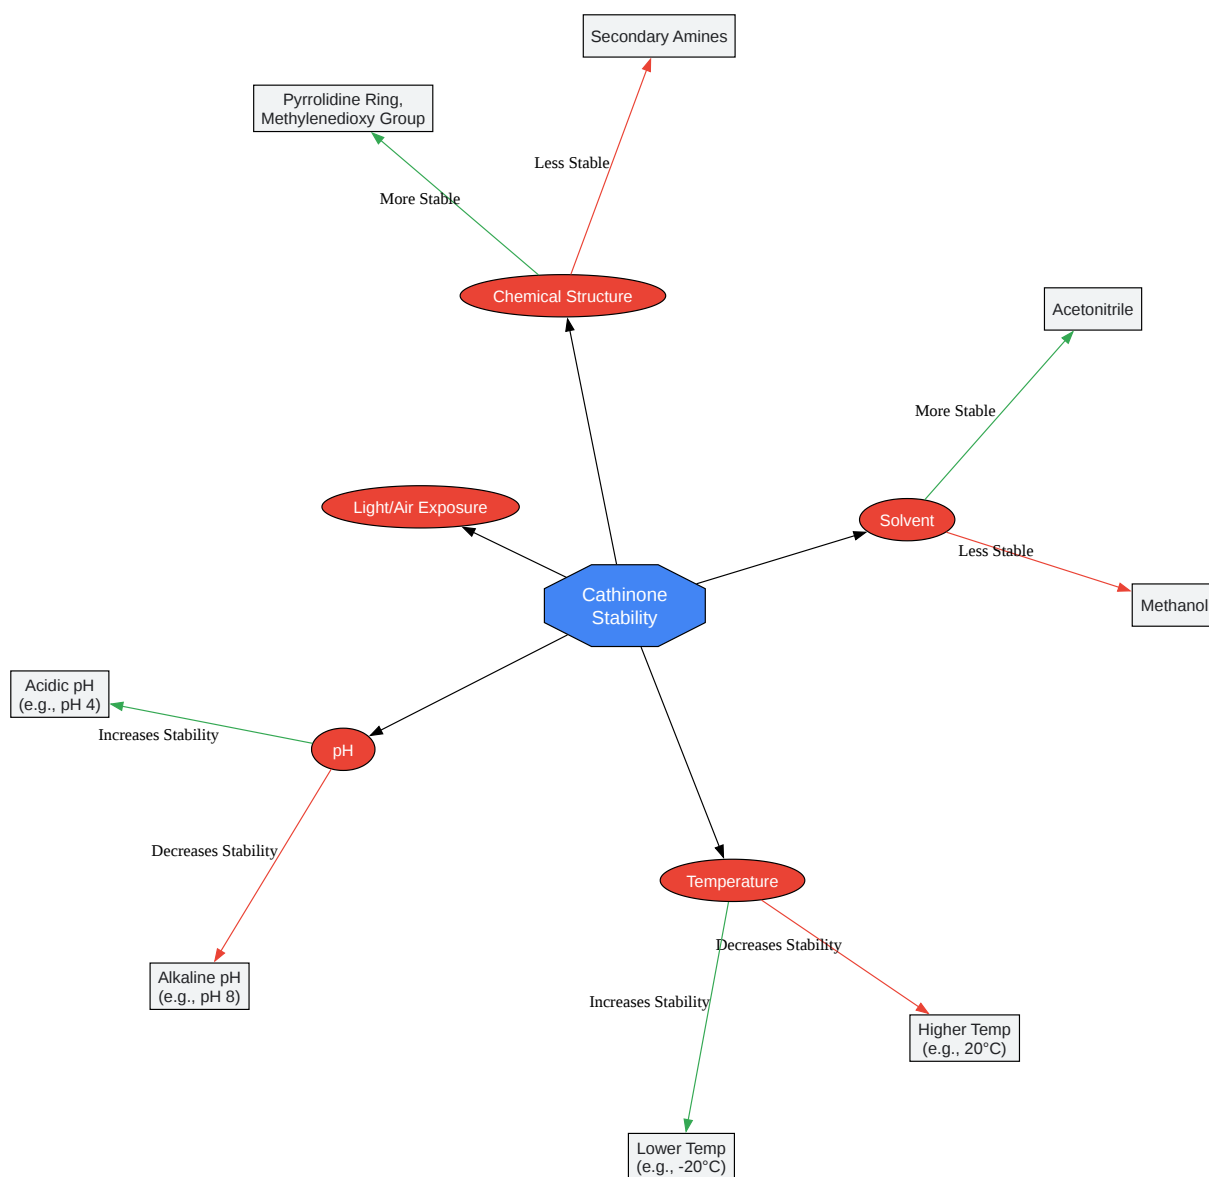 Secondary Amines
Pyrrolidine Ring,
Methylenedioxy Group
Less Stable
More Stable
Chemical Structure
Acetonitrile
More Stable
Light/Air Exposure
Solvent
Less Stable
Cathinone
Stability
Methanol
Acidic pH
(e.g., pH 4)
Increases Stability
pH
Decreases Stability
Temperature
Decreases Stability
Alkaline pH
(e.g., pH 8)
Increases Stability
Higher Temp
(e.g., 20°C)
Lower Temp
(e.g., -20°C)